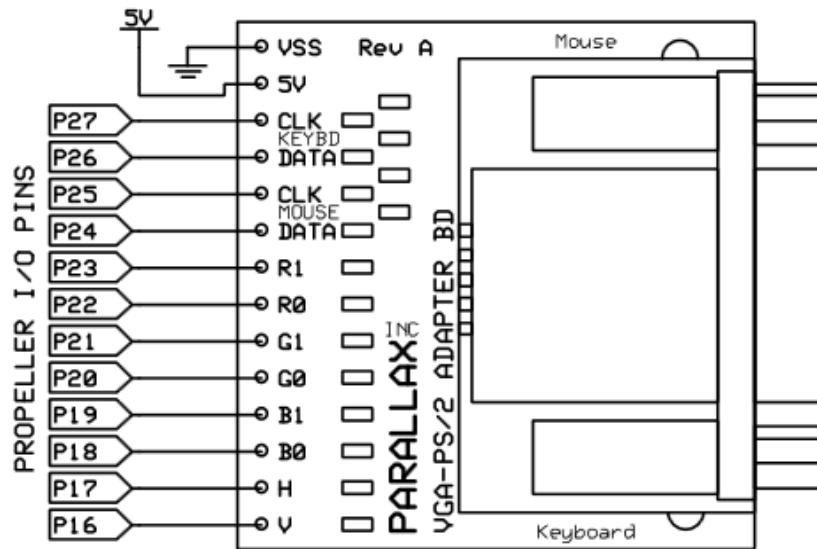 5V
VSS Rev A
Mouse
5V
P27 CLK
KEYBD
P26 DATA
P25 CLK
MOUSE
P24 DATA
P23 R1
P22 R0
P21 G1
P20 G0
P19 B1
P18 B0
P17 H
P16 V
PROPELLER I/O PINS
PARALLAX INC
VGA-PS/2 ADAPTER BD
Keyboard